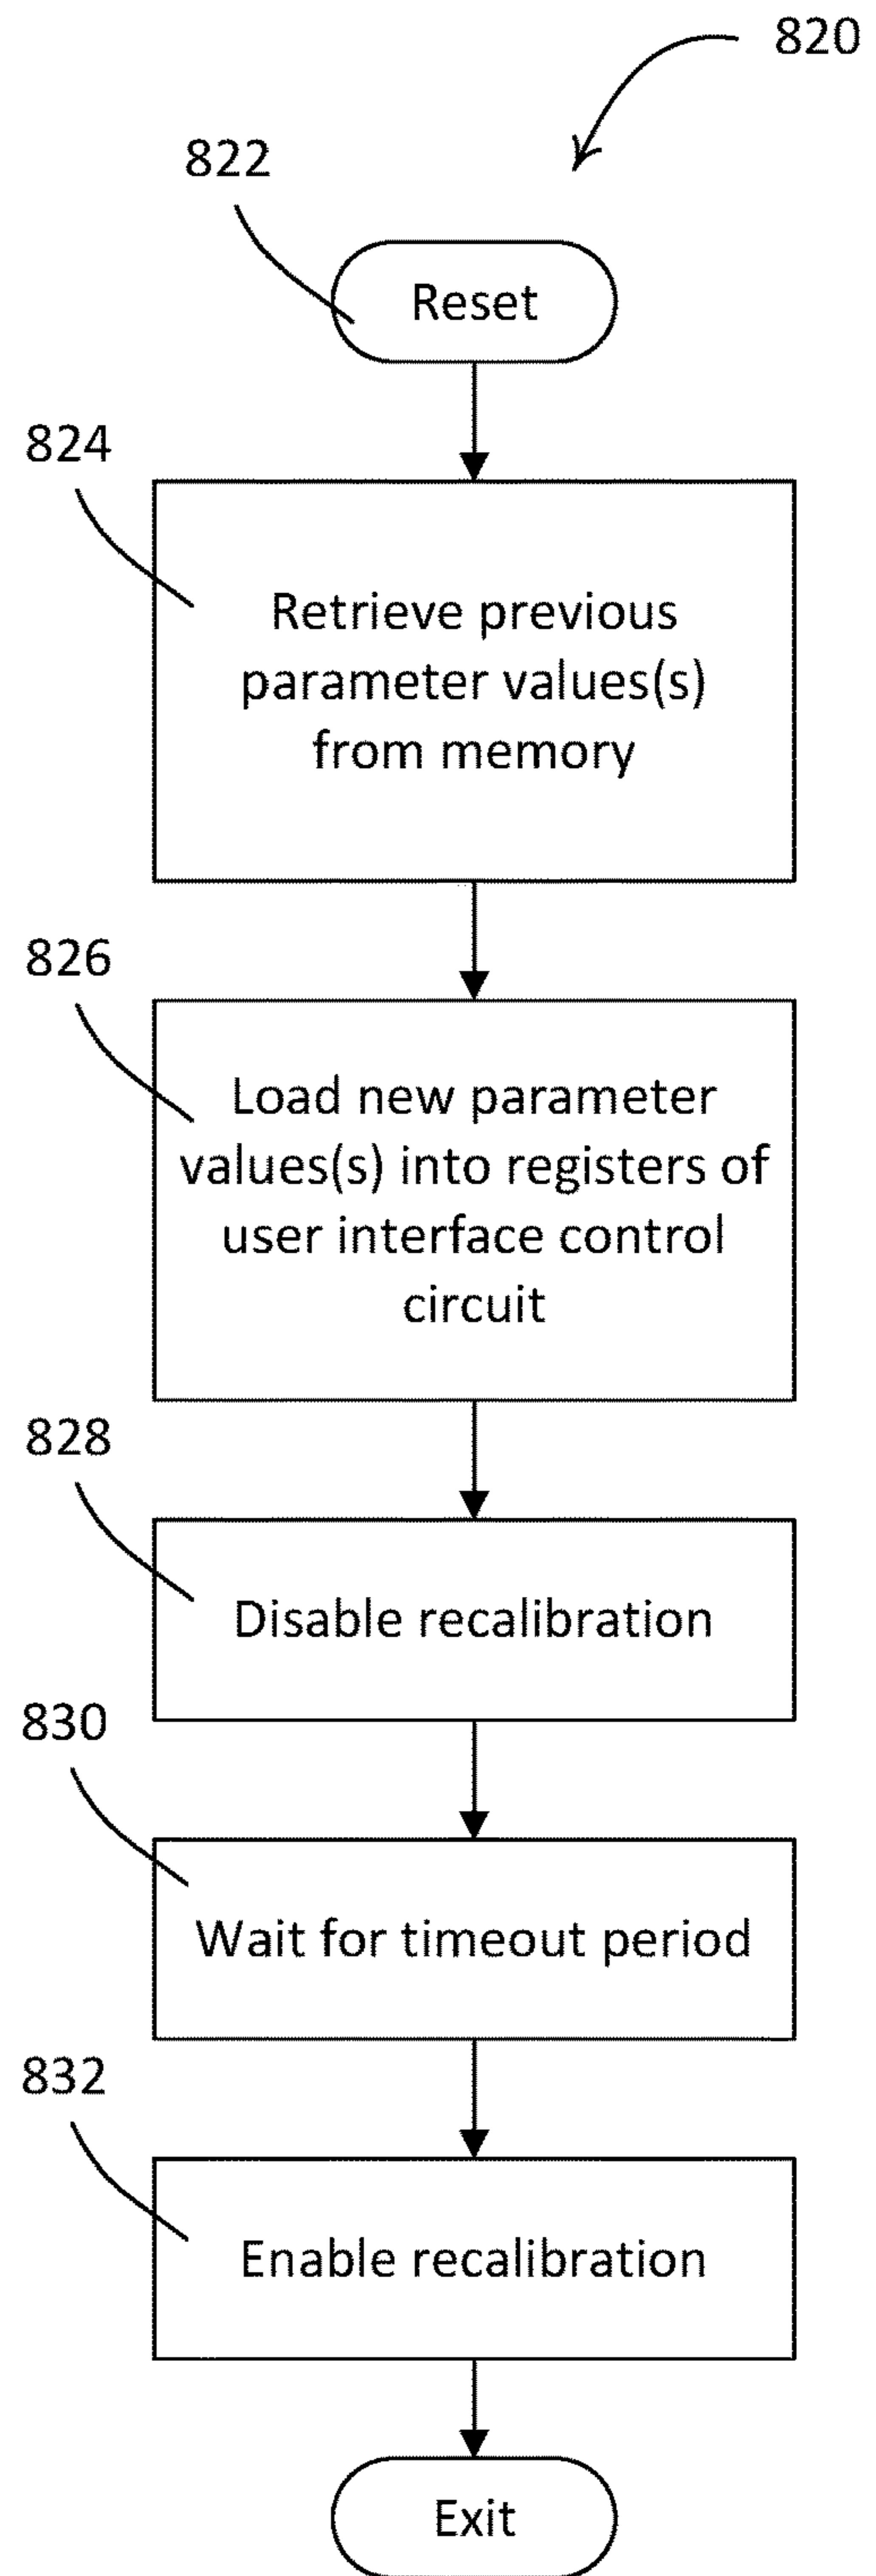 820
822
Reset
824
Retrieve previous
parameter values(s)
from memory
826
Load new parameter
values(s) into registers of
user interface control
circuit
828
Disable recalibration
830
Wait for timeout period
832
Enable recalibration
Exit